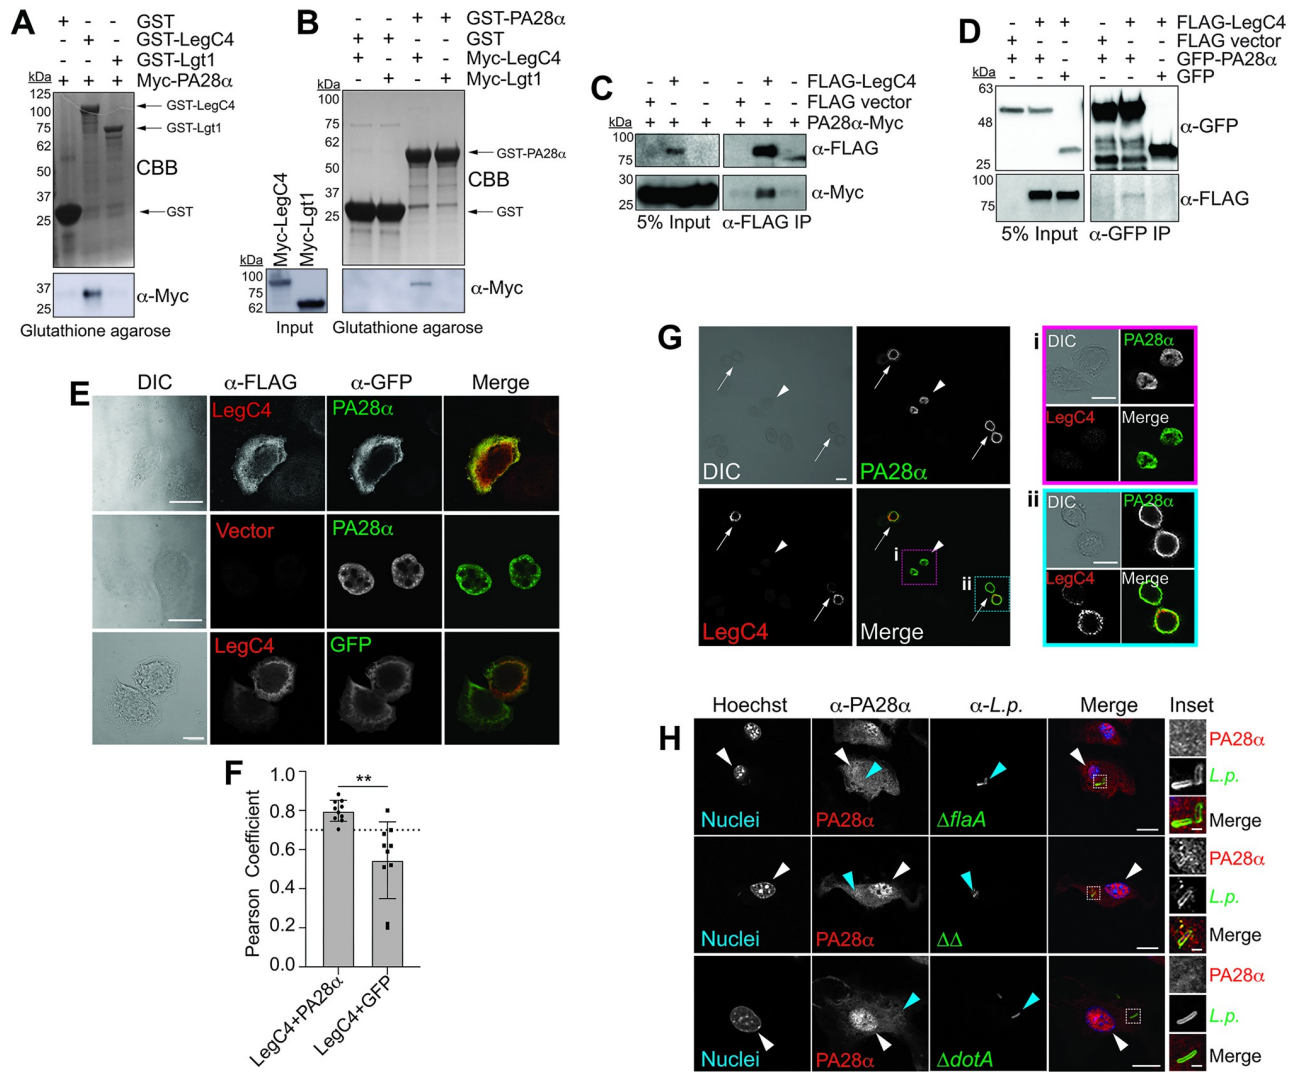 A
+ - - GST
- + - GST-LegC4
- - + GST-Lgt1
+ + + Myc-PA28α
kDa
125
100
75
62
50
37
25
GST-LegC4
GST-Lgt1
CBB
GST
37
25
α-Myc
Glutathione agarose
B
- - + + GST-PA28α
+ + - - GST
+ - + - Myc-LegC4
- + - + Myc-Lgt1
kDa
100
75
62
50
37
25
GST-PA28α
CBB
GST
Myc-LegC4
Myc-Lgt1
kDa
100
75
62
α-Myc
Input
Glutathione agarose
C
- + - - + - FLAG-LegC4
+ - - + - - FLAG vector
+ + + + + + PA28α-Myc
kDa
100
75
α-FLAG
30
25
α-Myc
5% Input
α-FLAG IP
D
- + + - + + FLAG-LegC4
+ - - + - - FLAG vector
+ + - + + - GFP-PA28α
- - + - - + GFP
kDa
63
48
25
α-GFP
100
75
α-FLAG
5% Input
α-GFP IP
E
DIC
α-FLAG
α-GFP
Merge
LegC4
PA28α
Vector
PA28α
LegC4
GFP
F
Pearson Coefficient
1.0
0.8
0.6
0.4
0.2
0.0
**
LegC4+PA28α
LegC4+GFP
G
DIC
PA28α
LegC4
Merge
i
ii
i
DIC
PA28α
LegC4
Merge
ii
DIC
PA28α
LegC4
Merge
H
Hoechst
α-PA28α
α-L.p.
Merge
Inset
Nuclei
PA28α
ΔflaA
PA28α
L.p.
Merge
Nuclei
PA28α
ΔΔ
PA28α
L.p.
Merge
Nuclei
PA28α
ΔdotA
PA28α
L.p.
Merge